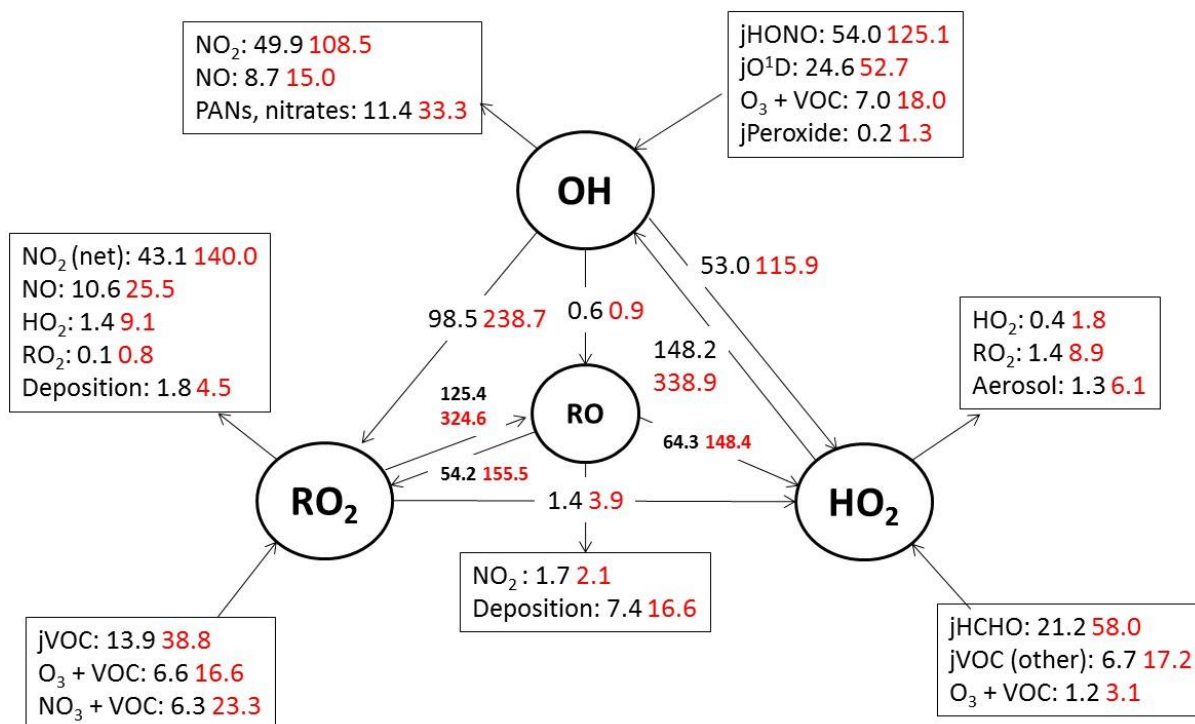 NO₂: 49.9 108.5
NO: 8.7 15.0
PANs, nitrates: 11.4 33.3
jHONO: 54.0 125.1
jO¹D: 24.6 52.7
O₃ + VOC: 7.0 18.0
jPeroxide: 0.2 1.3
OH
NO₂ (net): 43.1 140.0
NO: 10.6 25.5
HO₂: 1.4 9.1
RO₂: 0.1 0.8
Deposition: 1.8 4.5
98.5 238.7
0.6 0.9
53.0 115.9
148.2
338.9
HO₂: 0.4 1.8
RO₂: 1.4 8.9
Aerosol: 1.3 6.1
125.4
324.6
RO
54.2 155.5
64.3 148.4
RO₂
1.4 3.9
HO₂
NO₂ : 1.7 2.1
Deposition: 7.4 16.6
jVOC: 13.9 38.8
O₃ + VOC: 6.6 16.6
NO₃ + VOC: 6.3 23.3
jHCHO: 21.2 58.0
jVOC (other): 6.7 17.2
O₃ + VOC: 1.2 3.1